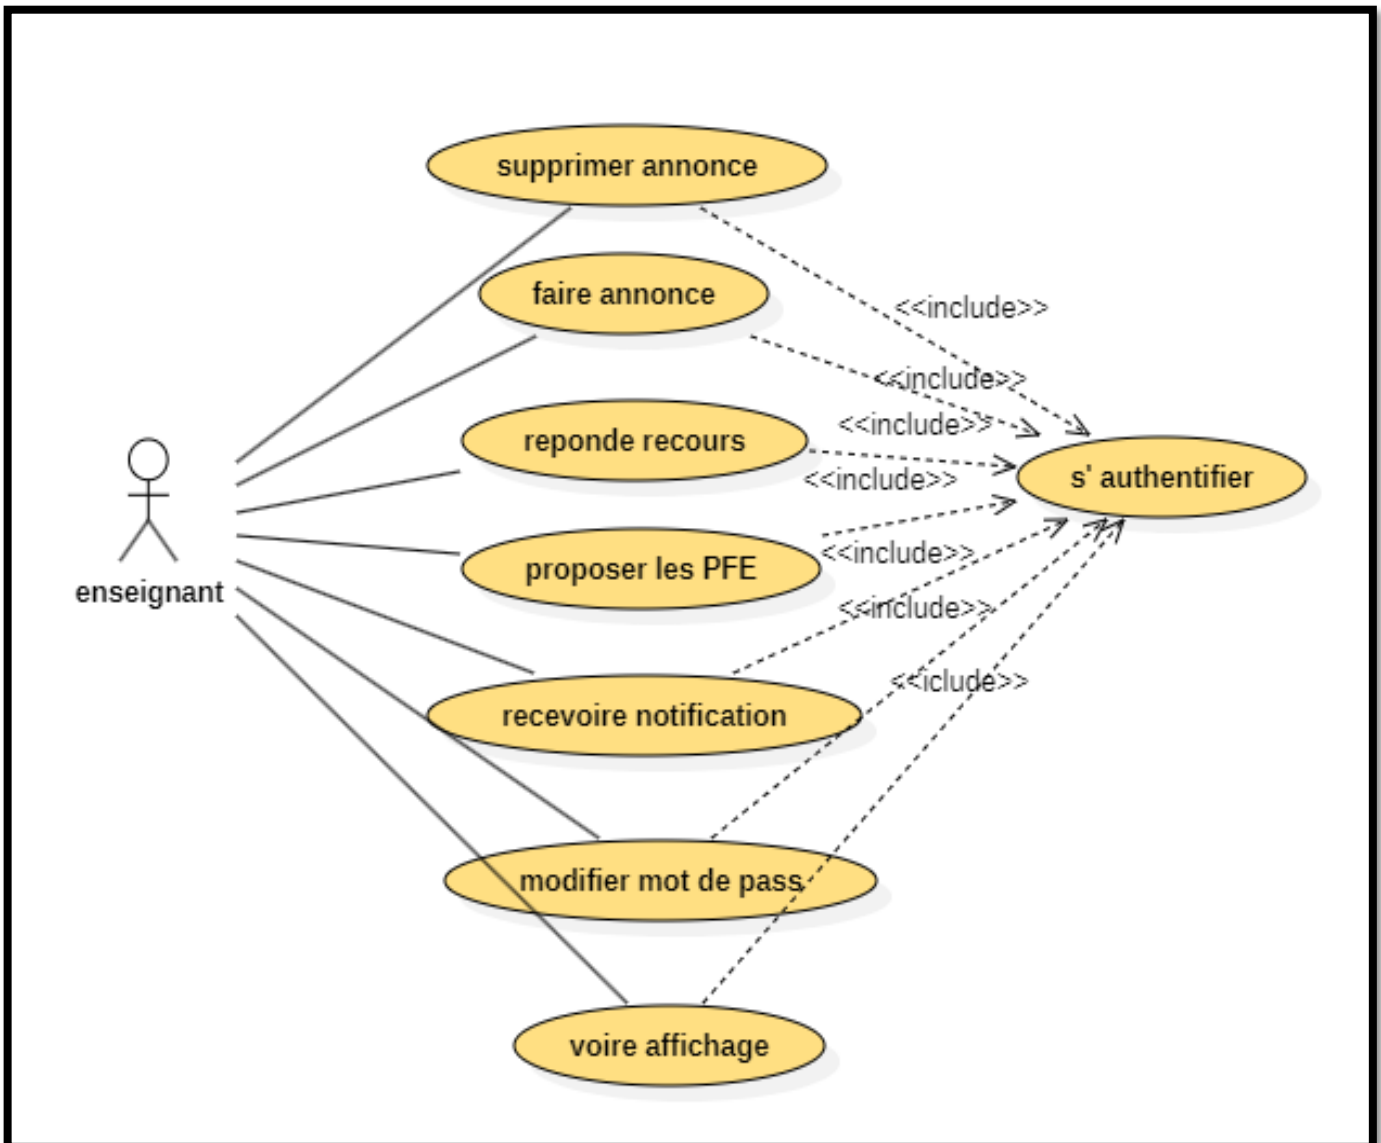 supprimer annonce
faire annonce
<<include>>
<<include>>
<<include>>
reponde recours
s' authentifier
<<include>>
<<include>>
proposer les PFE
enseignant
<<include>>
<<iclude>>
recevoire notification
modifier mot de pass
voire affichage